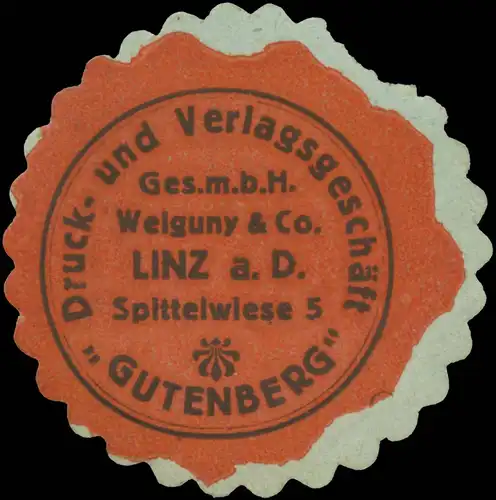 Druck- und Verlagsgeschäft
Ges.m.b.H.
Weiguny & Co.
LINZ a. D.
Spittelwiese 5
„GUTENBERG"